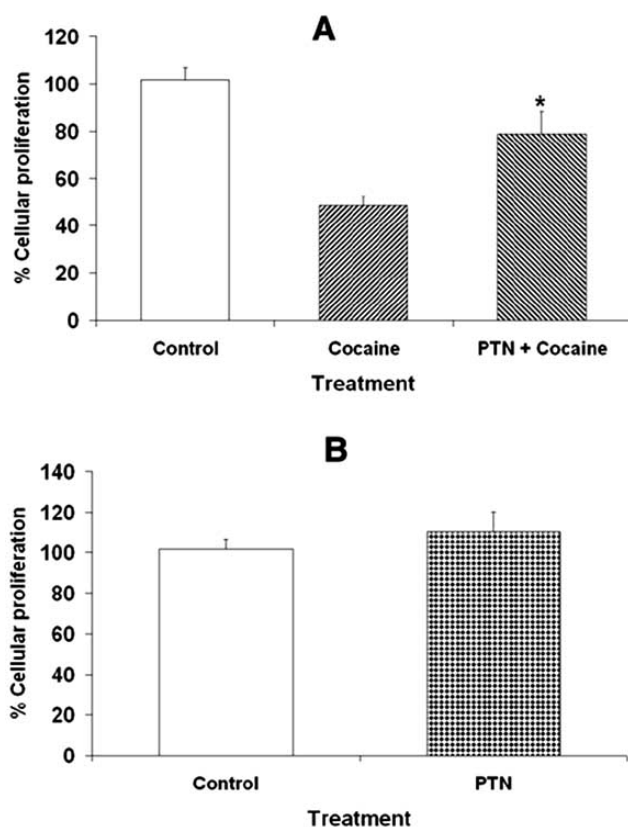 A
% Cellular proliferation
120
100
80
60
40
20
0
*
Control Cocaine PTN + Cocaine
Treatment
B
% Cellular proliferation
140
120
100
80
60
40
20
0
Control PTN
Treatment